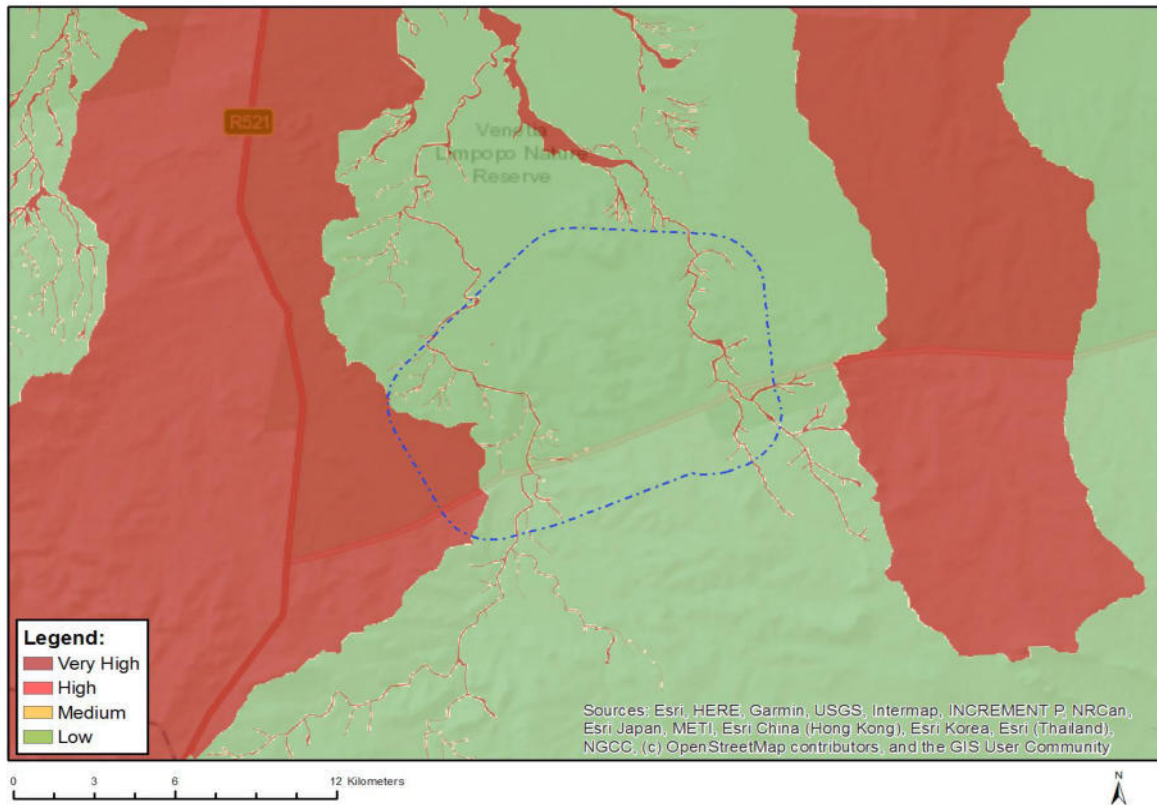 R521
Venetia
Limpopo Nature
Reserve
Legend:
Very High
High
Medium
Low
Sources: Esri, HERE, Garmin, USGS, Intermap, INCREMENT P, NRCan,
Esri Japan, METI, Esri China (Hong Kong), Esri Korea, Esri (Thailand),
NGCC, (c) OpenStreetMap contributors, and the GIS User Community
0 3 6 12 Kilometers
N